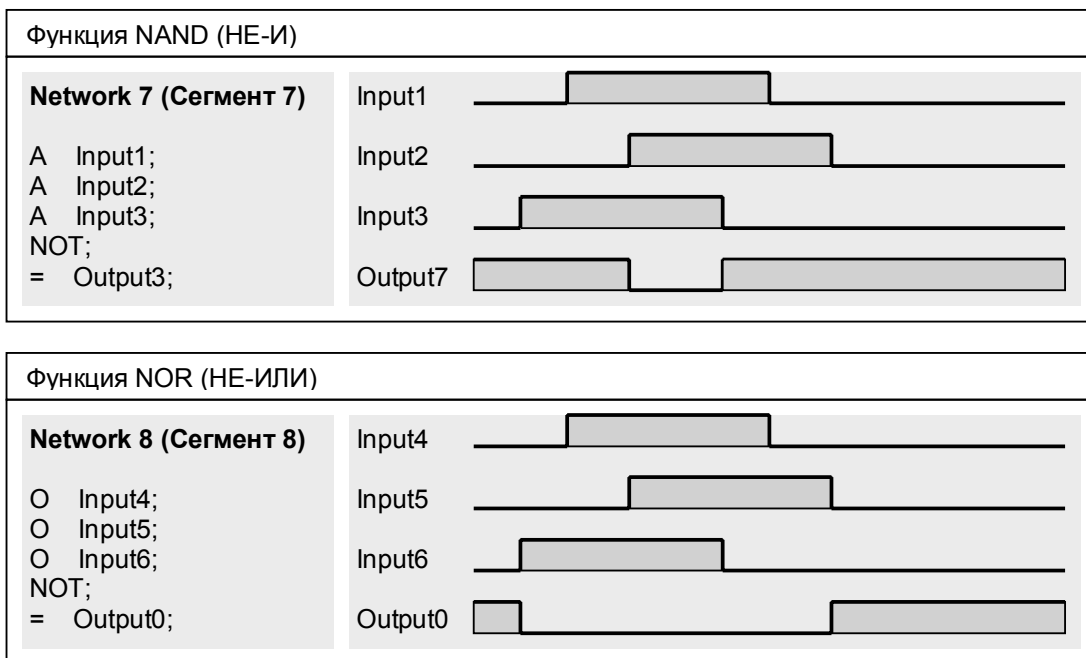 Функция NAND (НЕ-И)
Network 7 (Сегмент 7)
A Input1;
A Input2;
A Input3;
NOT;
= Output3;
Input1
Input2
Input3
Output7
Функция NOR (НЕ-ИЛИ)
Network 8 (Сегмент 8)
O Input4;
O Input5;
O Input6;
NOT;
= Output0;
Input4
Input5
Input6
Output0